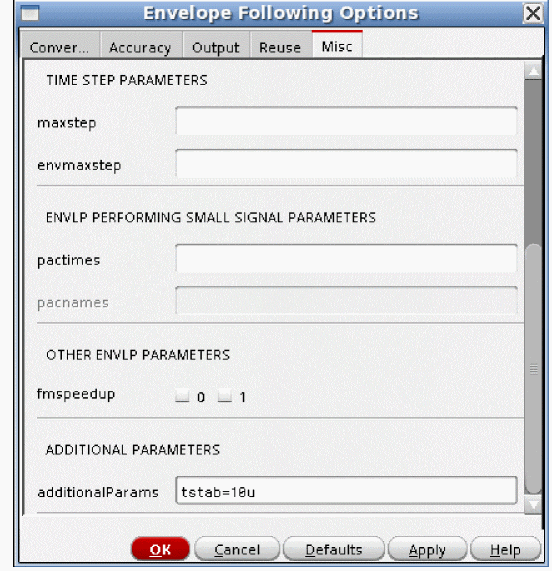 Envelope Following Options
Conver... Accuracy Output Reuse Misc
TIME STEP PARAMETERS
maxstep
envmaxstep
ENVLP PERFORMING SMALL SIGNAL PARAMETERS
pactimes
pacnames
OTHER ENVLP PARAMETERS
fmspeedup 0 1
ADDITIONAL PARAMETERS
additionalParams tstab=10u
OK Cancel Defaults Apply Help